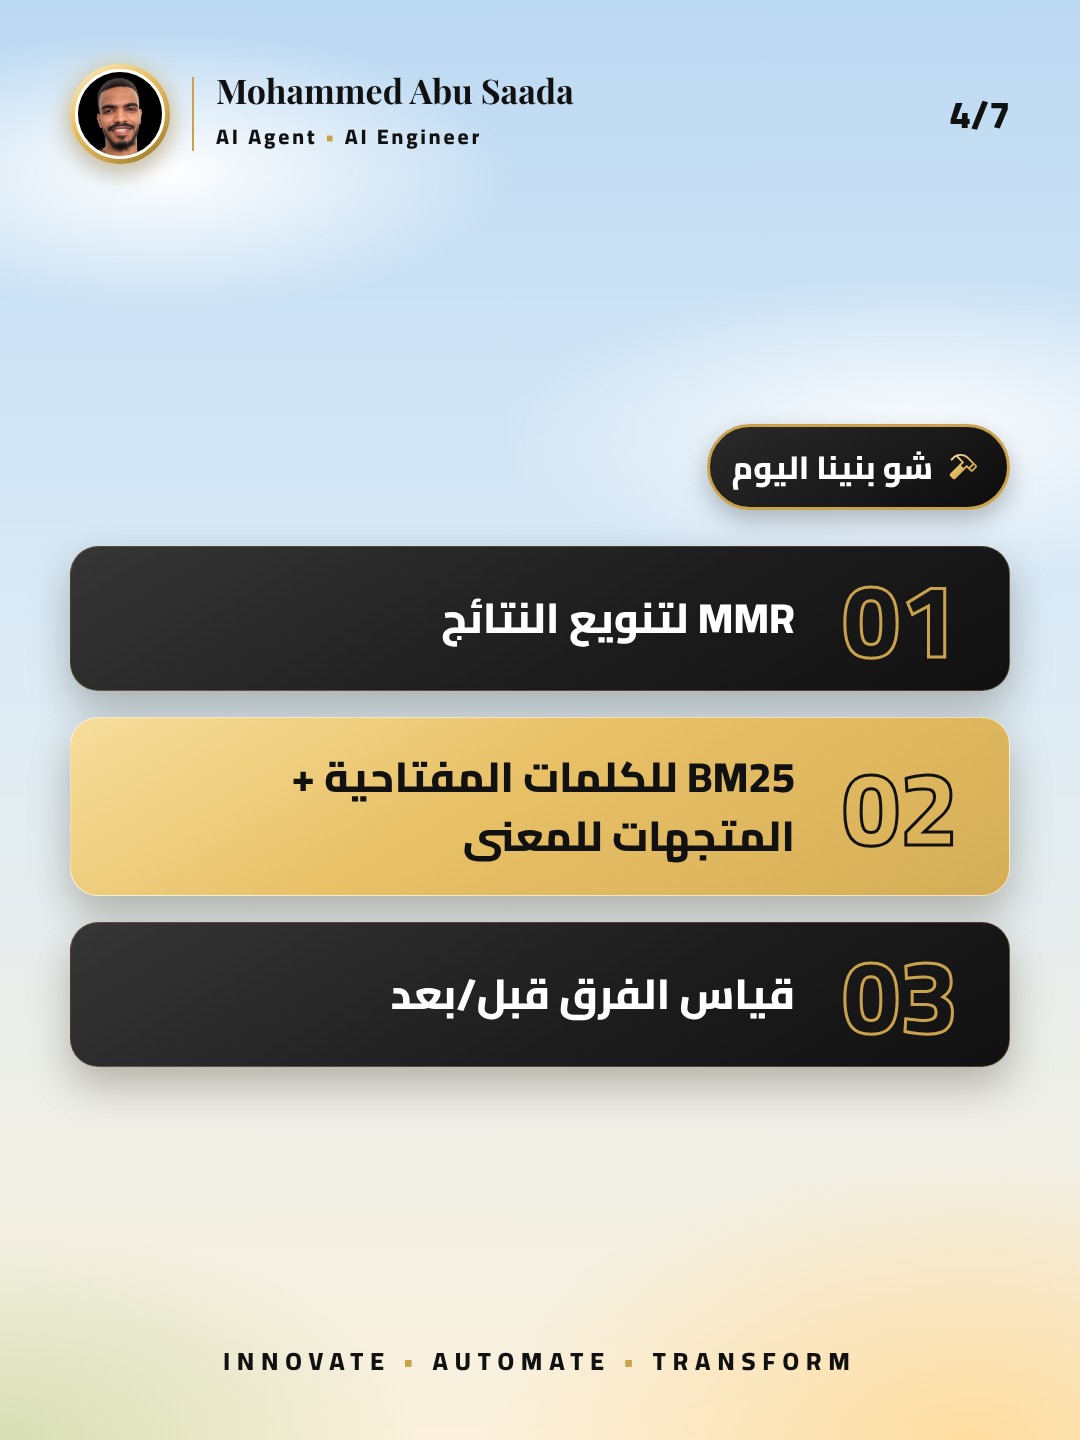 Mohammed Abu Saada
AI Agent ▪ AI Engineer
4/7
شو بنينا اليوم
01
MMR لتنويع النتائج
02
BM25 للكلمات المفتاحية +
المتجهات للمعنى
03
قياس الفرق قبل/بعد
INNOVATE ▪ AUTOMATE ▪ TRANSFORM